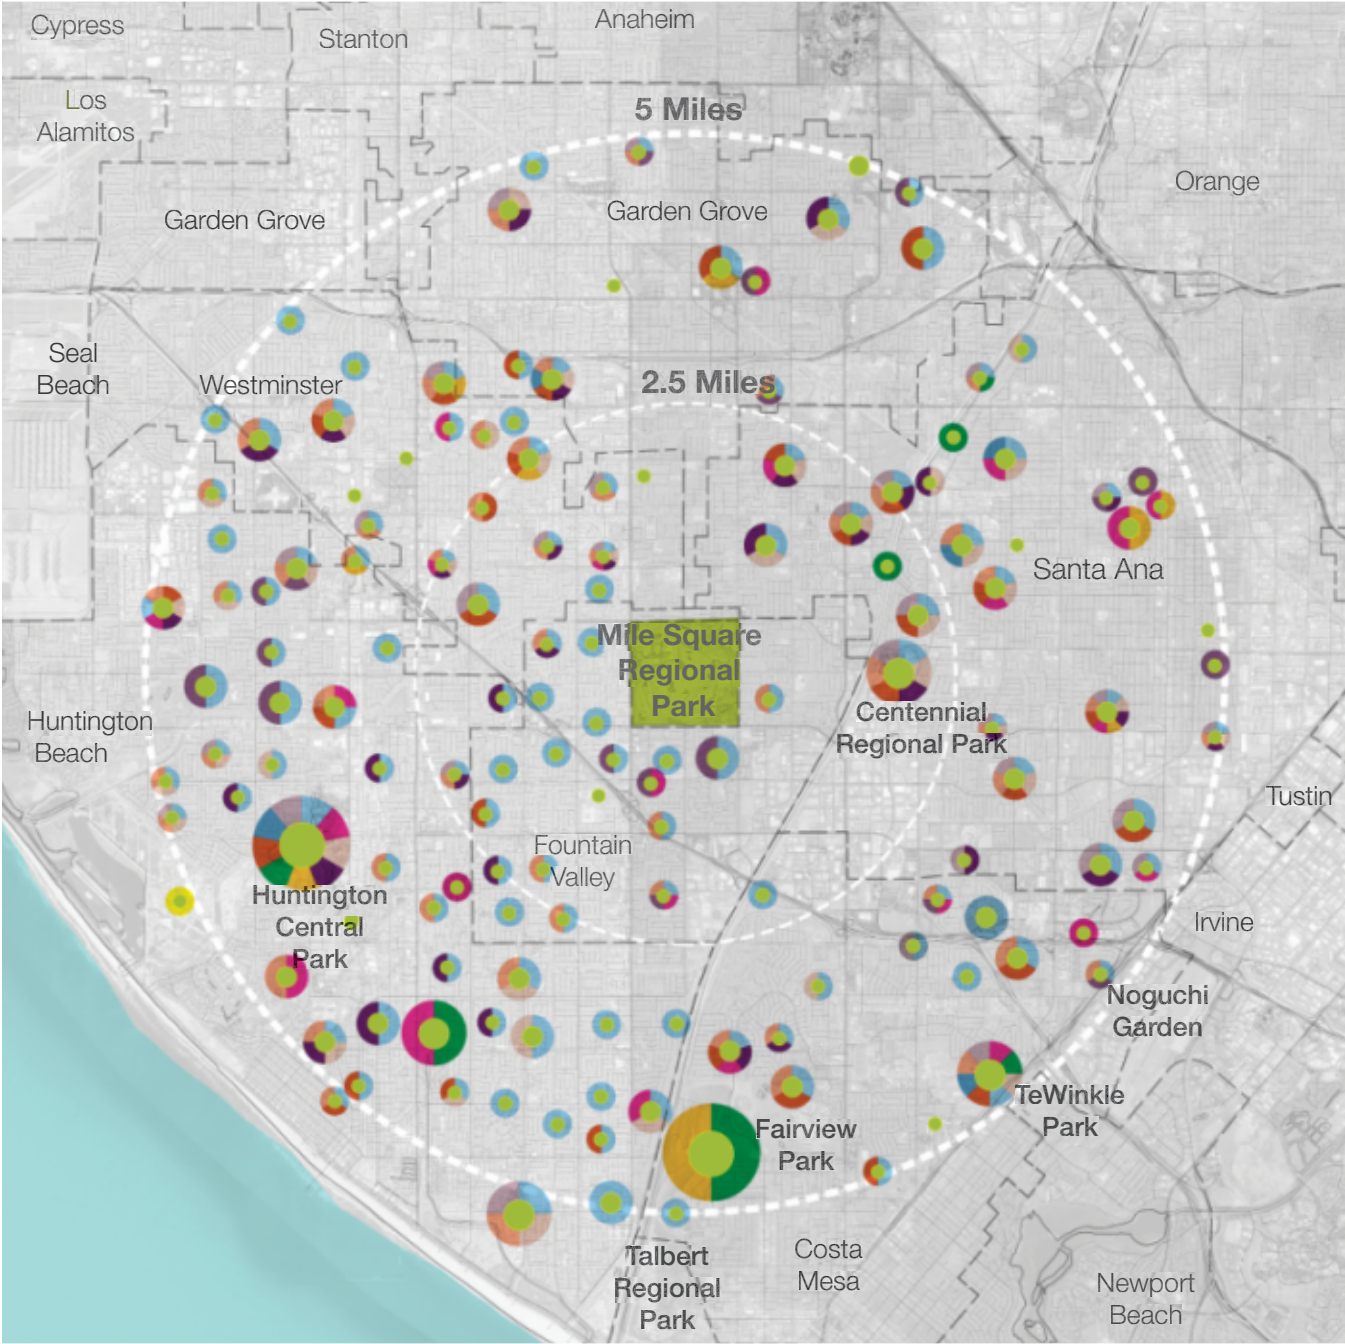 Cypress
Stanton
Anaheim
Los
Alamitos
5 Miles
Orange
Garden Grove
Garden Grove
Seal
Beach
Westminster
2.5 Miles
Santa Ana
Mile Square
Regional
Park
Huntington
Beach
Centennial
Regional Park
Tustin
Fountain
Valley
Huntington
Central
Park
Irvine
Noguchi
Garden
TeWinkle
Park
Fairview
Park
Talbert
Regional
Park
Costa
Mesa
Newport
Beach